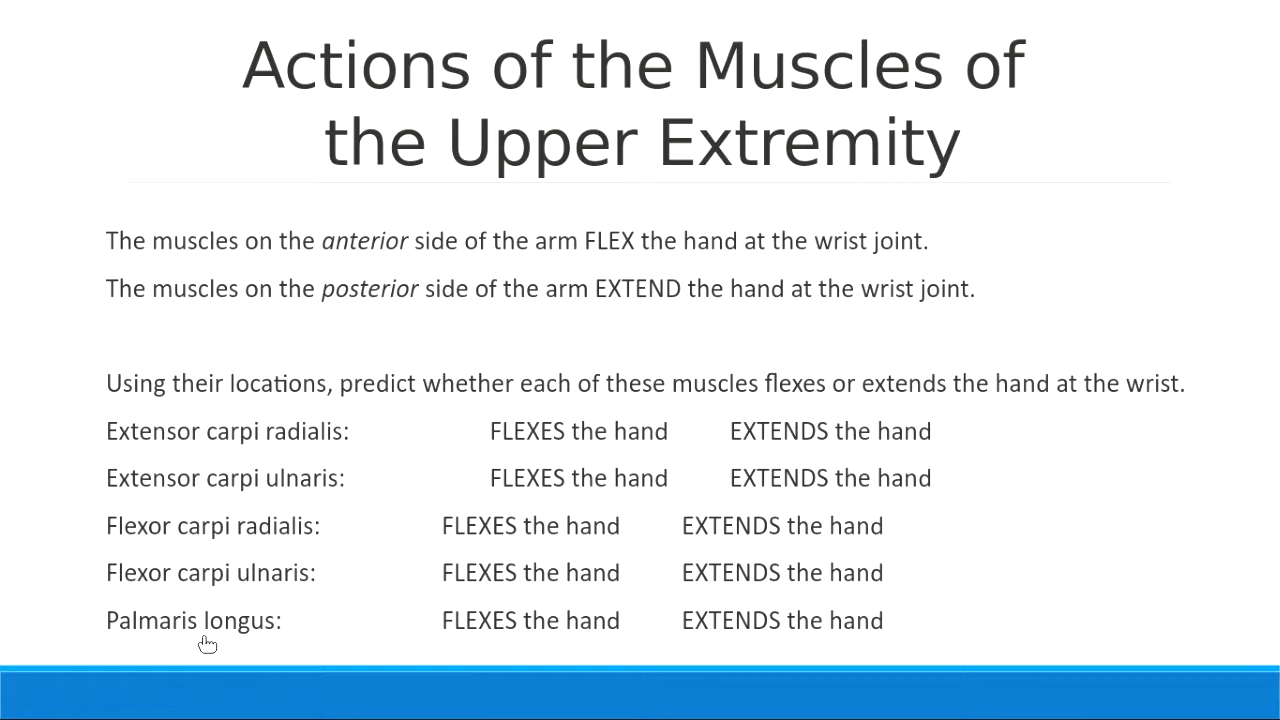 Actions of the Muscles of
the Upper Extremity
The muscles on the anterior side of the arm FLEX the hand at the wrist joint.
The muscles on the posterior side of the arm EXTEND the hand at the wrist joint.
Using their locations, predict whether each of these muscles flexes or extends the hand at the wrist.
Extensor carpi radialis: FLEXES the hand EXTENDS the hand
Extensor carpi ulnaris: FLEXES the hand EXTENDS the hand
Flexor carpi radialis: FLEXES the hand EXTENDS the hand
Flexor carpi ulnaris: FLEXES the hand EXTENDS the hand
Palmaris longus: FLEXES the hand EXTENDS the hand